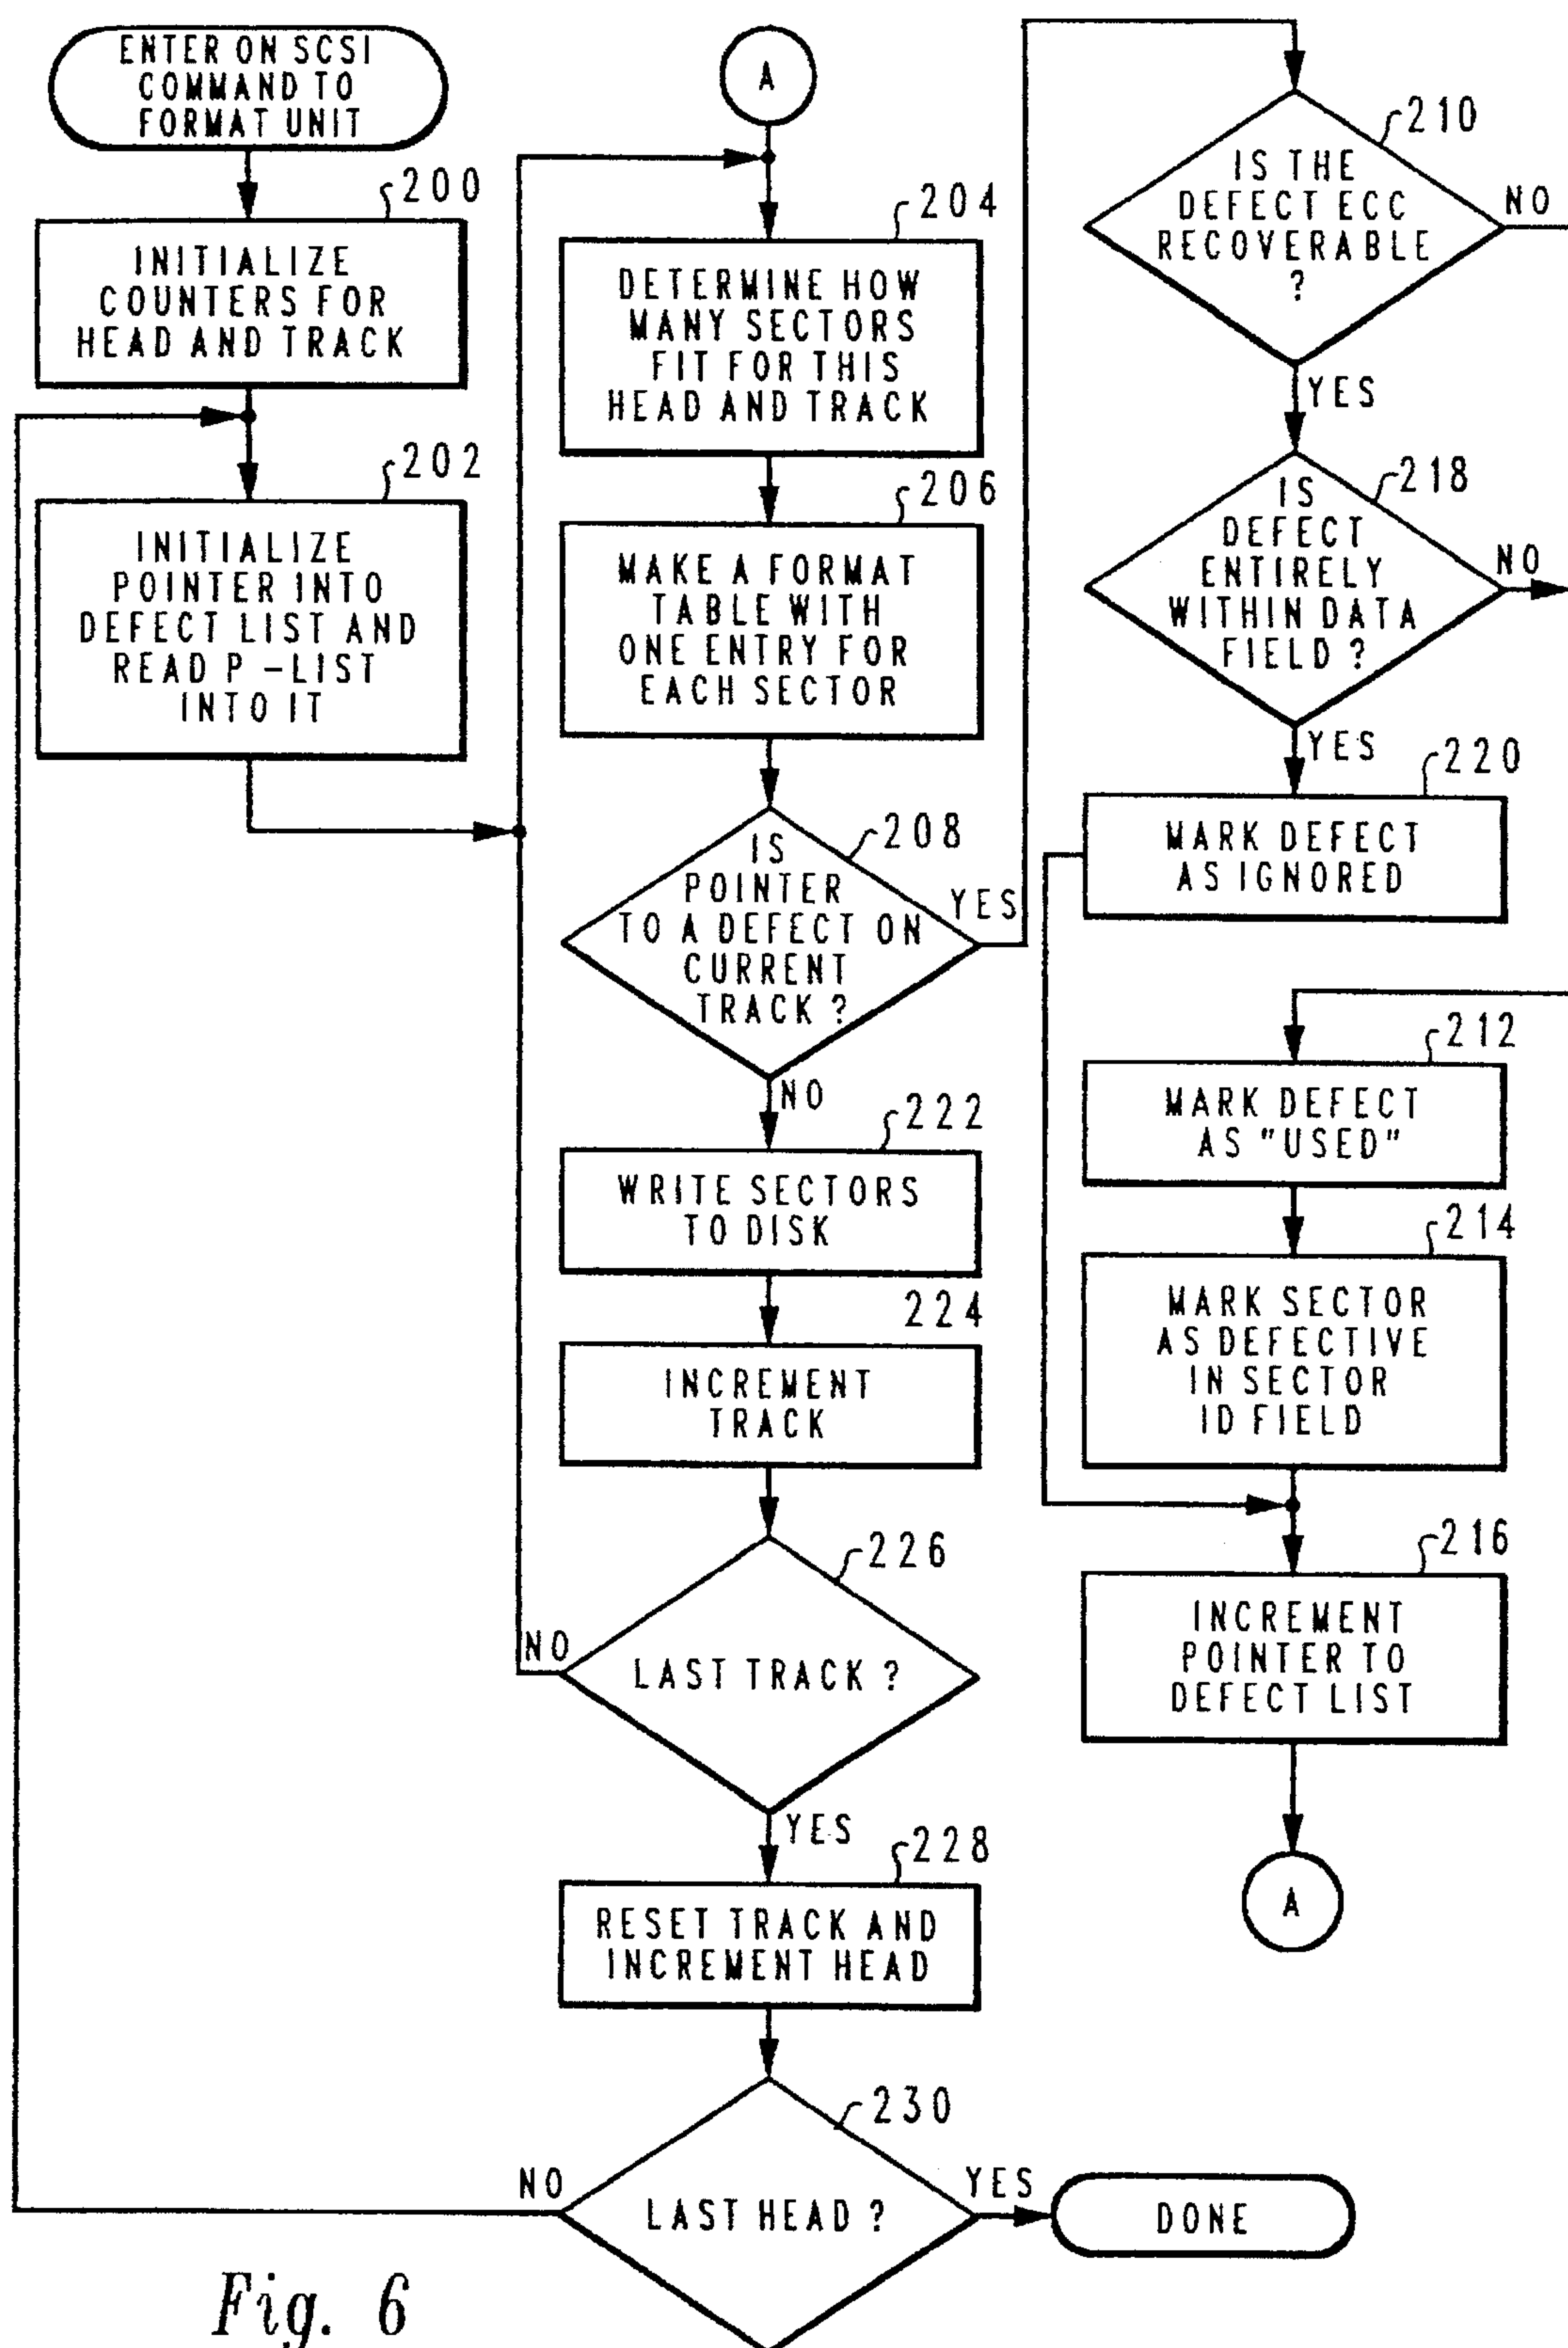 ENTER ON SCSI
COMMAND TO
FORMAT UNIT
200
INITIALIZE
COUNTERS FOR
HEAD AND TRACK
202
INITIALIZE
POINTER INTO
DEFECT LIST AND
READ P-LIST
INTO IT
A
204
DETERMINE HOW
MANY SECTORS
FIT FOR THIS
HEAD AND TRACK
206
MAKE A FORMAT
TABLE WITH
ONE ENTRY FOR
EACH SECTOR
208
IS
POINTER
TO A DEFECT ON
CURRENT
TRACK ?
YES
NO
222
WRITE SECTORS
TO DISK
224
INCREMENT
TRACK
226
LAST TRACK ?
NO
YES
228
RESET TRACK AND
INCREMENT HEAD
230
LAST HEAD ?
NO
YES
DONE
210
IS THE
DEFECT ECC
RECOVERABLE
?
NO
YES
218
IS
DEFECT
ENTIRELY
WITHIN DATA
FIELD ?
NO
YES
220
MARK DEFECT
AS IGNORED
212
MARK DEFECT
AS "USED"
214
MARK SECTOR
AS DEFECTIVE
IN SECTOR
ID FIELD
216
INCREMENT
POINTER TO
DEFECT LIST
A
Fig. 6